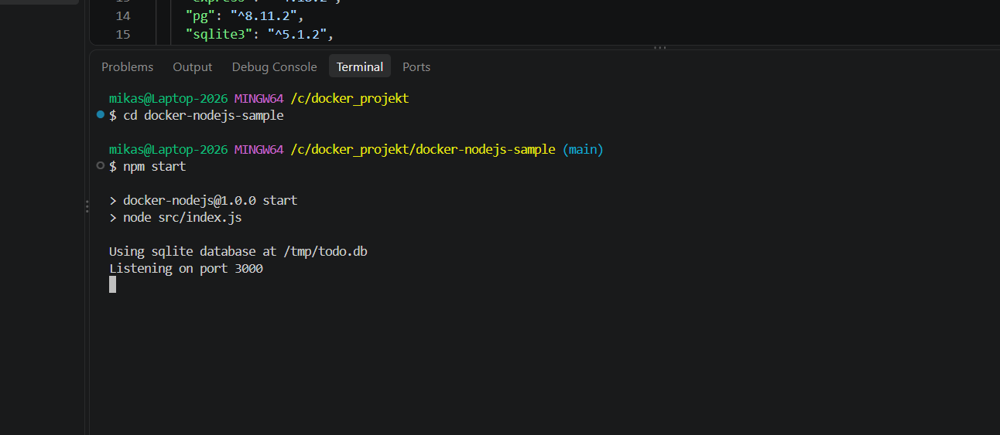 14 "pg": "^8.11.2",
15 "sqlite3": "^5.1.2",
Problems Output Debug Console Terminal Ports
mikas@Laptop-2026 MINGW64 /c/docker_projekt
$ cd docker-nodejs-sample
mikas@Laptop-2026 MINGW64 /c/docker_projekt/docker-nodejs-sample (main)
$ npm start
> docker-nodejs@1.0.0 start
> node src/index.js
Using sqlite database at /tmp/todo.db
Listening on port 3000